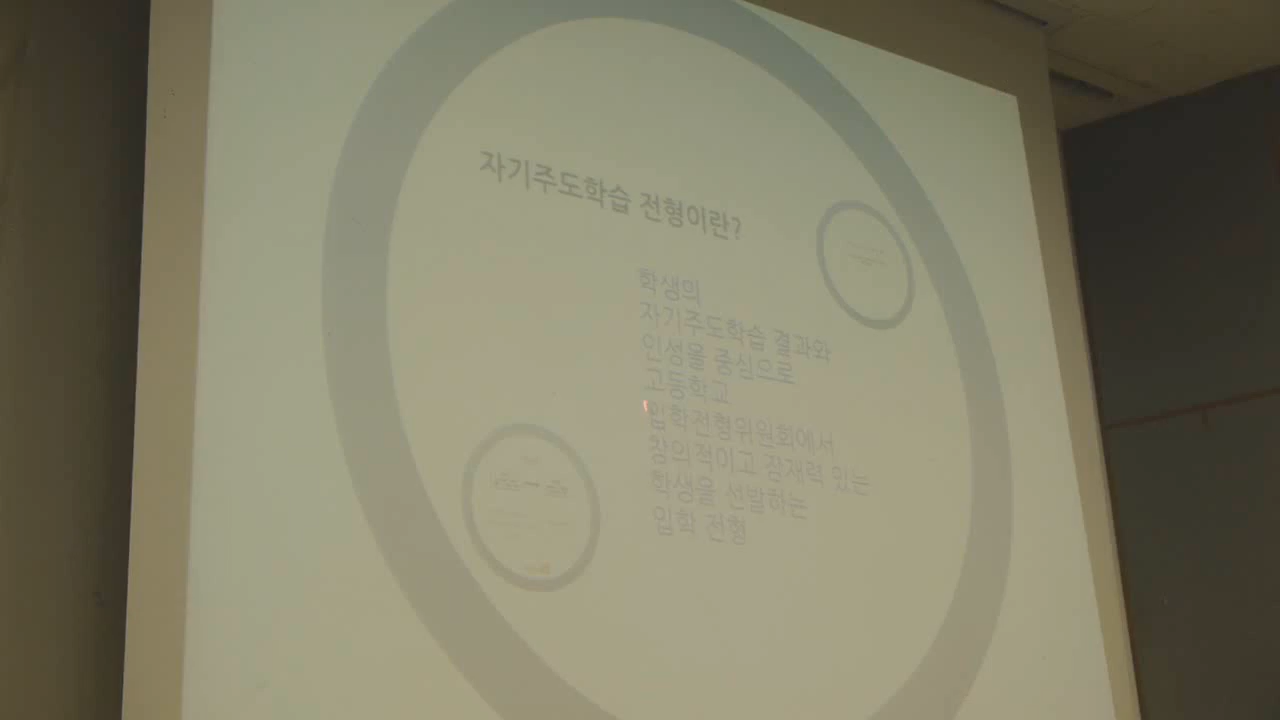 자기주도학습 전형이란?
학생의
자기주도학습 결과와
인성을 중심으로
고등학교
입학전형위원회에서
창의적이고 잠재력 있는
학생을 선발하는
입학 전형